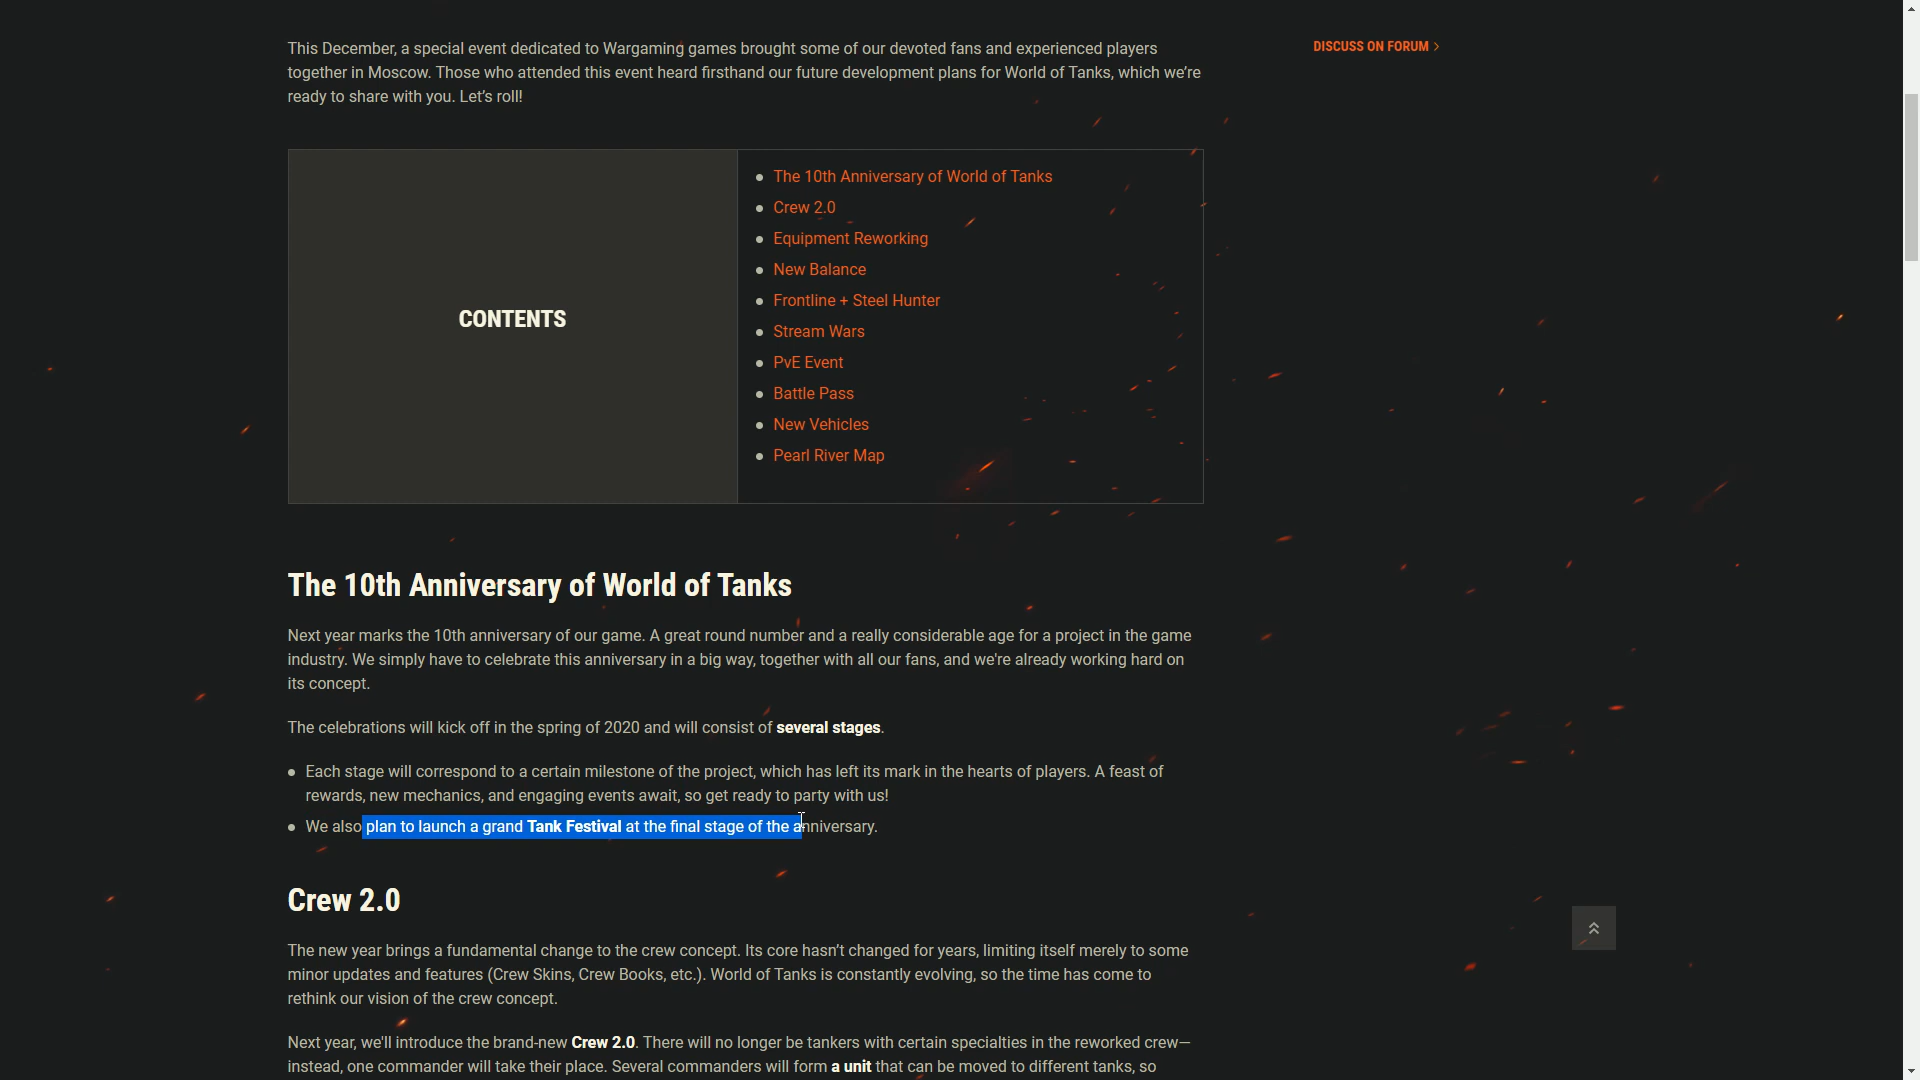 This December, a special event dedicated to Wargaming games brought some of our devoted fans and experienced players
together in Moscow. Those who attended this event heard firsthand our future development plans for World of Tanks, which we’re
ready to share with you. Let’s roll!
DISCUSS ON FORUM
CONTENTS
The 10th Anniversary of World of Tanks
Crew 2.0
Equipment Reworking
New Balance
Frontline + Steel Hunter
Stream Wars
PvE Event
Battle Pass
New Vehicles
Pearl River Map
The 10th Anniversary of World of Tanks
Next year marks the 10th anniversary of our game. A great round number and a really considerable age for a project in the game
industry. We simply have to celebrate this anniversary in a big way, together with all our fans, and we're already working hard on
its concept.
The celebrations will kick off in the spring of 2020 and will consist of several stages.
Each stage will correspond to a certain milestone of the project, which has left its mark in the hearts of players. A feast of
rewards, new mechanics, and engaging events await, so get ready to party with us!
We also plan to launch a grand Tank Festival at the final stage of the anniversary.
Crew 2.0
The new year brings a fundamental change to the crew concept. Its core hasn’t changed for years, limiting itself merely to some
minor updates and features (Crew Skins, Crew Books, etc.). World of Tanks is constantly evolving, so the time has come to
rethink our vision of the crew concept.
Next year, we'll introduce the brand-new Crew 2.0. There will no longer be tankers with certain specialties in the reworked crew—
instead, one commander will take their place. Several commanders will form a unit that can be moved to different tanks, so